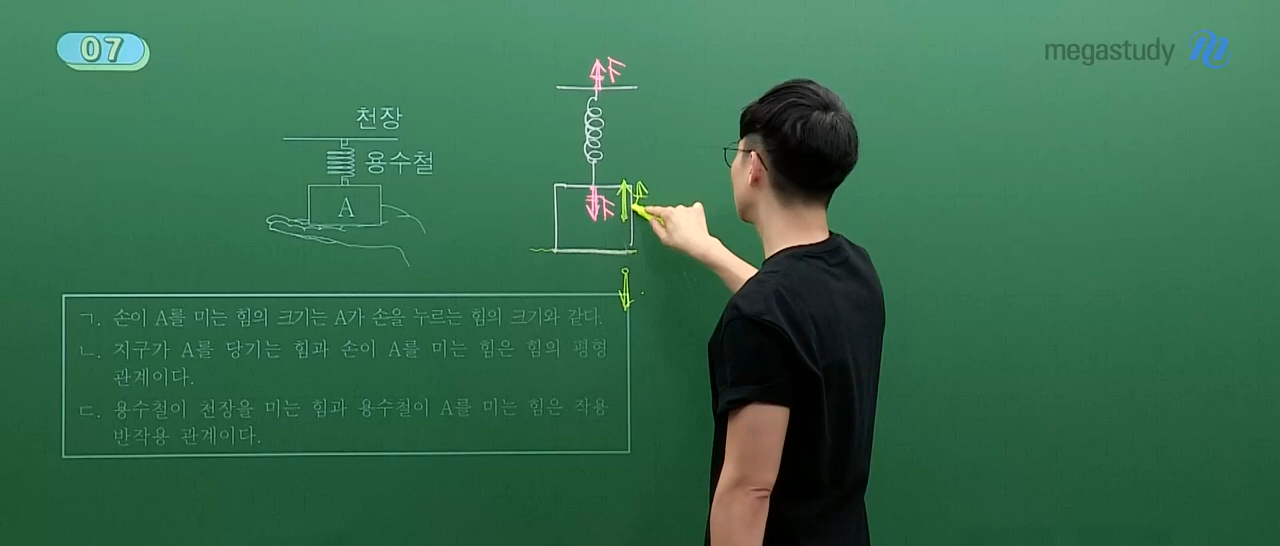 07
megastudy
천장
용수철
A
F
F
ㄱ. 손이 A를 미는 힘의 크기는 A가 손을 누르는 힘의 크기와 같다.
ㄴ. 지구가 A를 당기는 힘과 손이 A를 미는 힘은 힘의 평형
관계이다.
ㄷ. 용수철이 천장을 미는 힘과 용수철이 A를 미는 힘은 작용
반작용 관계이다.